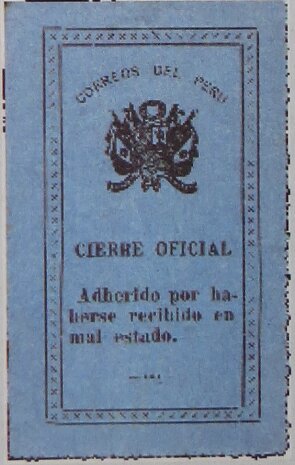 CORREOS DEL PERU
CIERRE OFICIAL
Adherido por ha-
berse recibido en
mal estado.